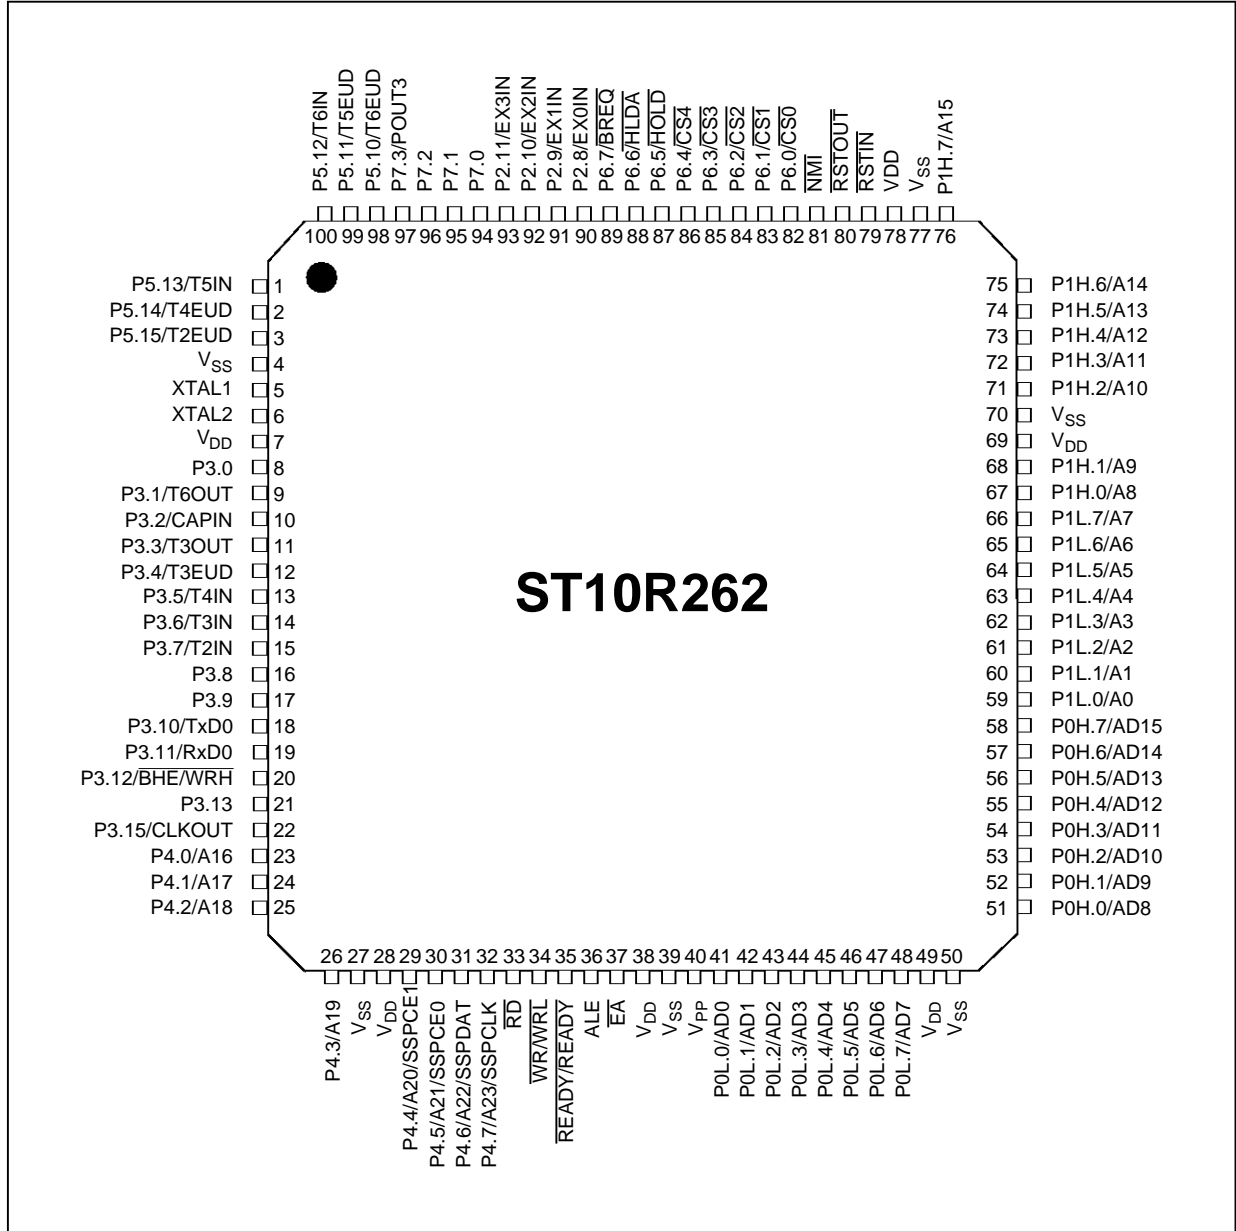 P5.12/T6IN
P5.11/T5EUD
P5.10/T6EUD
P7.3/POUT3
P7.2
P7.1
P7.0
P2.11/EX3IN
P2.10/EX2IN
P2.9/EX1IN
P2.8/EX0IN
P6.7/BREQ
P6.6/HLDA
P6.5/HOLD
P6.4/CS4
P6.3/CS3
P6.2/CS2
P6.1/CS1
P6.0/CS0
NMI
RSTOUT
RSTIN
VDD
VSS
P1H.7/A15
100 99 98 97 96 95 94 93 92 91 90 89 88 87 86 85 84 83 82 81 80 79 78 77 76
P5.13/T5IN 1
P5.14/T4EUD 2
P5.15/T2EUD 3
VSS 4
XTAL1 5
XTAL2 6
VDD 7
P3.0 8
P3.1/T6OUT 9
P3.2/CAPIN 10
P3.3/T3OUT 11
P3.4/T3EUD 12
P3.5/T4IN 13
P3.6/T3IN 14
P3.7/T2IN 15
P3.8 16
P3.9 17
P3.10/TxD0 18
P3.11/RxD0 19
P3.12/BHE/WRH 20
P3.13 21
P3.15/CLKOUT 22
P4.0/A16 23
P4.1/A17 24
P4.2/A18 25
ST10R262
75 P1H.6/A14
74 P1H.5/A13
73 P1H.4/A12
72 P1H.3/A11
71 P1H.2/A10
70 VSS
69 VDD
68 P1H.1/A9
67 P1H.0/A8
66 P1L.7/A7
65 P1L.6/A6
64 P1L.5/A5
63 P1L.4/A4
62 P1L.3/A3
61 P1L.2/A2
60 P1L.1/A1
59 P1L.0/A0
58 P0H.7/AD15
57 P0H.6/AD14
56 P0H.5/AD13
55 P0H.4/AD12
54 P0H.3/AD11
53 P0H.2/AD10
52 P0H.1/AD9
51 P0H.0/AD8
26 27 28 29 30 31 32 33 34 35 36 37 38 39 40 41 42 43 44 45 46 47 48 49 50
P4.3/A19
VSS
VDD
P4.4/A20/SSPCE1
P4.5/A21/SSPCE0
P4.6/A22/SSPDAT
P4.7/A23/SSPCLK
RD
WR/WRL
READY/READY
ALE
EA
VDD
VSS
VPP
P0L.0/AD0
P0L.1/AD1
P0L.2/AD2
P0L.3/AD3
P0L.4/AD4
P0L.5/AD5
P0L.6/AD6
P0L.7/AD7
VDD
VSS